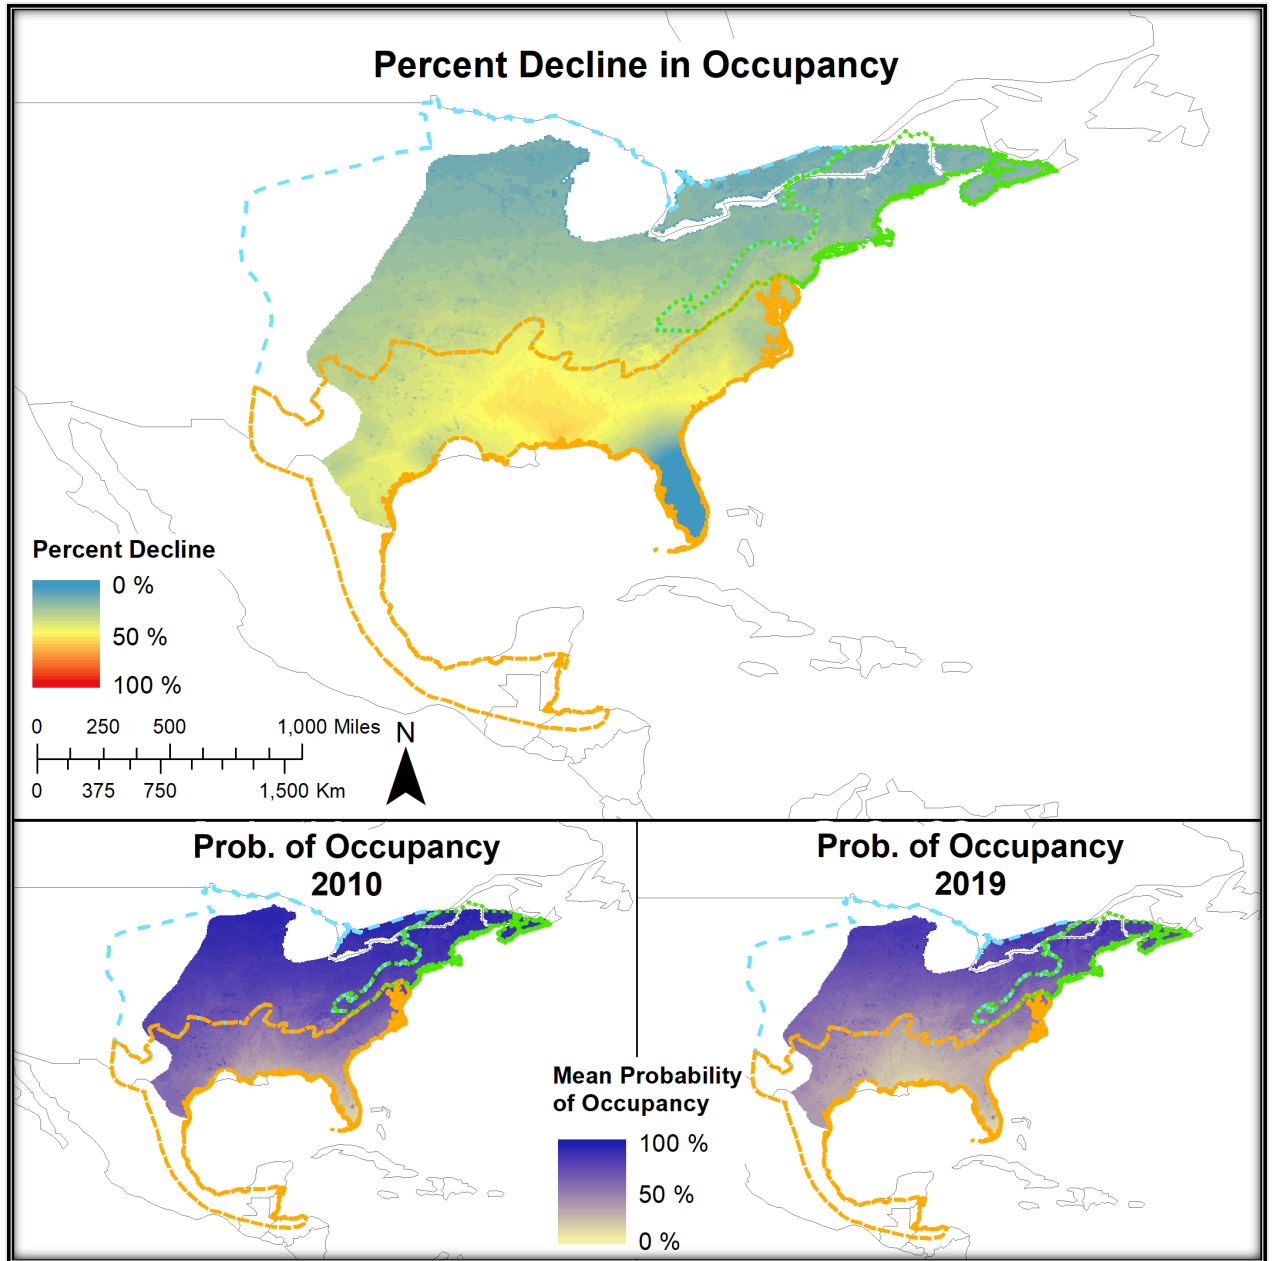 Percent Decline in Occupancy
Percent Decline
0 %
50 %
100 %
0 250 500 1,000 Miles
N
0 375 750 1,500 Km
Prob. of Occupancy
2010
Prob. of Occupancy
2019
Mean Probability
of Occupancy
100 %
50 %
0 %